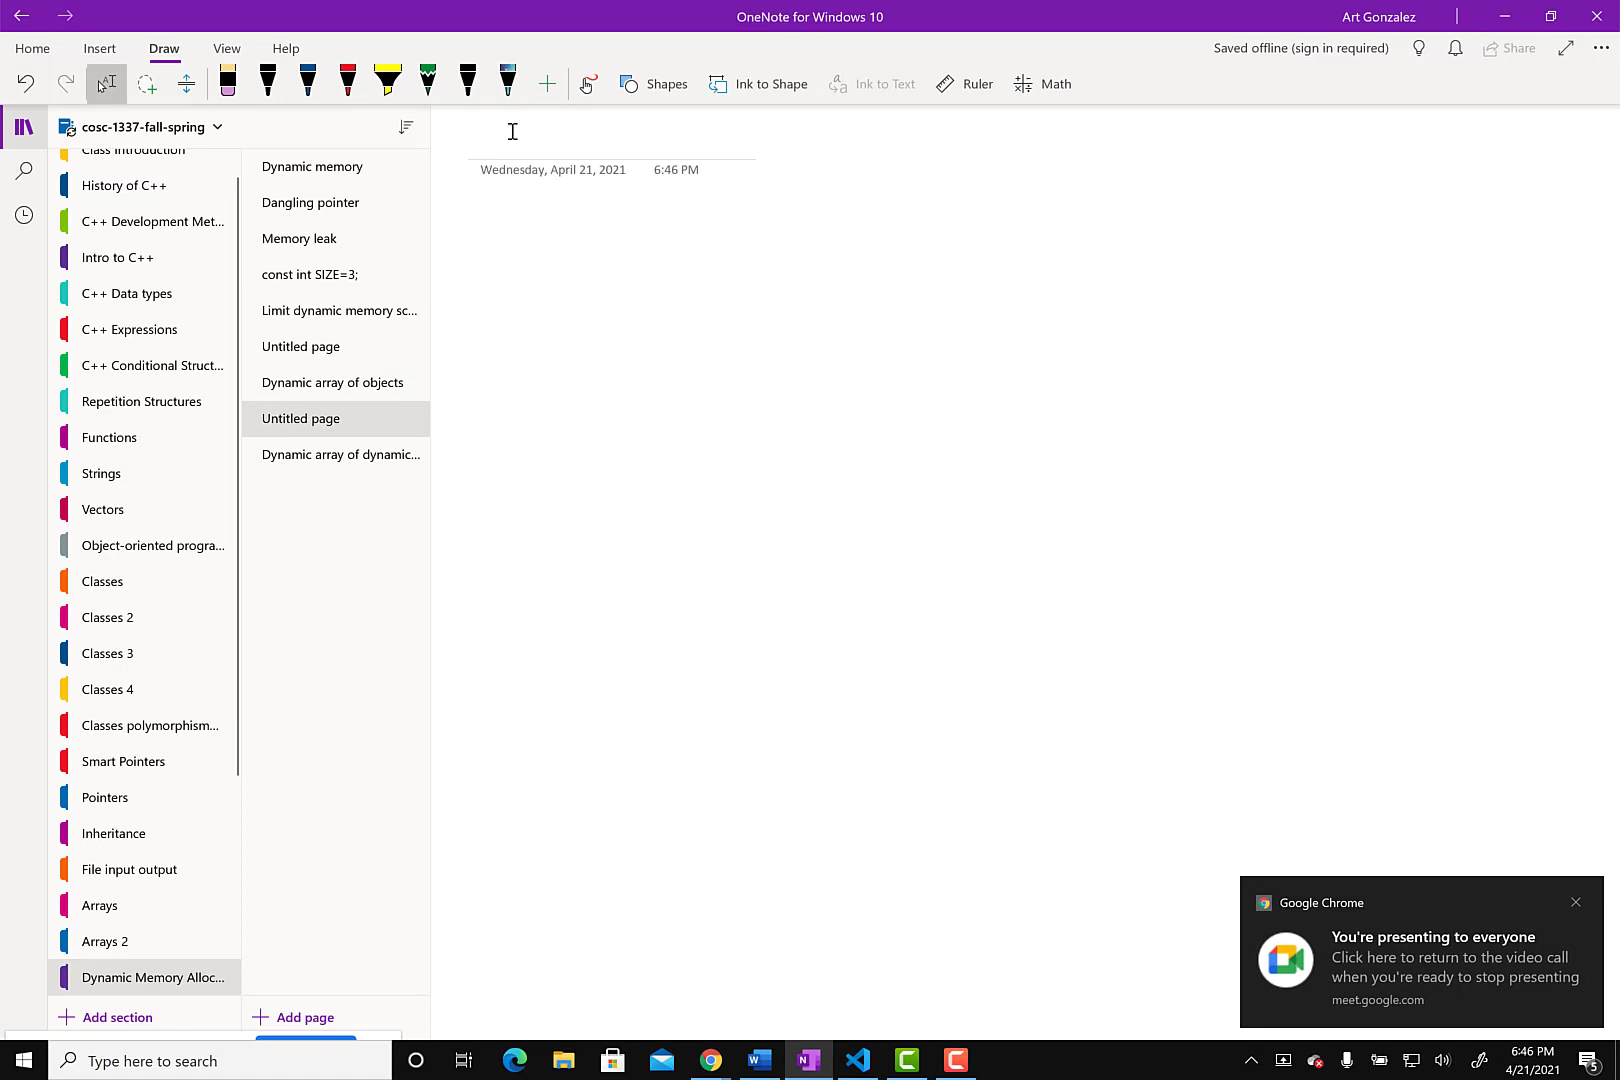 OneNote for Windows 10
Art Gonzalez
Home
Insert
Draw
View
Help
Saved offline (sign in required)
Share
Shapes
Ink to Shape
Ink to Text
Ruler
Math
cosc-1337-fall-spring
Class Introduction
History of C++
C++ Development Met...
Intro to C++
C++ Data types
C++ Expressions
C++ Conditional Struct...
Repetition Structures
Functions
Strings
Vectors
Object-oriented progra...
Classes
Classes 2
Classes 3
Classes 4
Classes polymorphism...
Smart Pointers
Pointers
Inheritance
File input output
Arrays
Arrays 2
Dynamic Memory Alloc...
Add section
Dynamic memory
Dangling pointer
Memory leak
const int SIZE=3;
Limit dynamic memory sc...
Untitled page
Dynamic array of objects
Untitled page
Dynamic array of dynamic...
Add page
Wednesday, April 21, 2021 6:46 PM
Google Chrome
You're presenting to everyone
Click here to return to the video call
when you're ready to stop presenting
meet.google.com
Type here to search
6:46 PM
4/21/2021
5